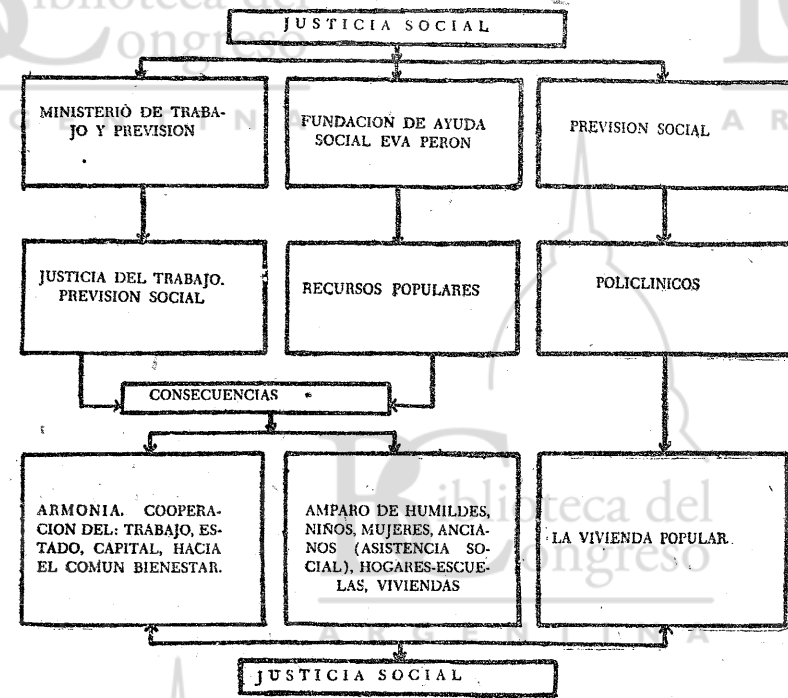 JUSTICIA SOCIAL
MINISTERIO DE TRABA-
JO Y PREVISION
FUNDACION DE AYUDA
SOCIAL EVA PERON
PREVISION SOCIAL
JUSTICIA DEL TRABAJO.
PREVISION SOCIAL
RECURSOS POPULARES
POLICLINICOS
CONSECUENCIAS
ARMONIA. COOPERA-
CION DEL: TRABAJO, ES-
TADO, CAPITAL, HACIA
EL COMUN BIENESTAR.
AMPARO DE HUMILDES,
NIÑOS, MUJERES, ANCIA-
NOS (ASISTENCIA SO-
CIAL), HOGARES-ESCUE-
LAS, VIVIENDAS
LA VIVIENDA POPULAR
JUSTICIA SOCIAL
Biblioteca del
Congreso
ARGENTINA